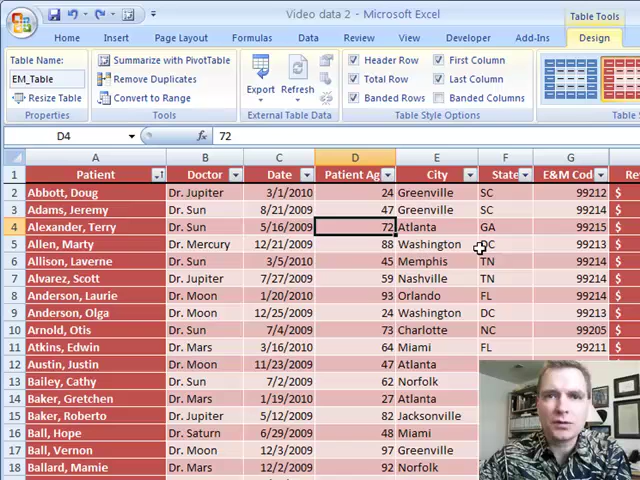 Video data 2 - Microsoft Excel
Table Tools
Home Insert Page Layout Formulas Data Review View Developer Add-Ins Design
Table Name:
EM_Table
Resize Table
Properties
Summarize with PivotTable
Remove Duplicates
Convert to Range
Tools
Export Refresh
External Table Data
Header Row First Column
Total Row Last Column
Banded Rows Banded Columns
Table Style Options
D4 fx 72
A B C D E F G
1 Patient Doctor Date Patient Ag City State E&M Cod Re
2 Abbott, Doug Dr. Jupiter 3/1/2010 24 Greenville SC 99212 $
3 Adams, Jeremy Dr. Sun 8/21/2009 47 Greenville SC 99214 $
4 Alexander, Terry Dr. Sun 5/16/2009 72 Atlanta GA 99215 $
5 Allen, Marty Dr. Mercury 12/21/2009 88 Washington DC 99213 $
6 Allison, Laverne Dr. Sun 3/5/2010 45 Memphis TN 99214 $
7 Alvarez, Scott Dr. Jupiter 7/27/2009 59 Nashville TN 99214 $
8 Anderson, Laurie Dr. Moon 1/20/2010 93 Orlando FL 99214 $
9 Anderson, Olga Dr. Moon 12/25/2009 24 Washington DC 99213 $
10 Arnold, Otis Dr. Sun 7/4/2009 73 Charlotte NC 99205 $
11 Atkins, Edwin Dr. Mars 3/16/2010 64 Miami FL 99211 $
12 Austin, Justin Dr. Moon 11/23/2009 47 Atlanta
13 Bailey, Cathy Dr. Sun 3/2/2010 62 Norfolk
14 Baker, Gretchen Dr. Mars 1/19/2010 27 Atlanta
15 Baker, Roberto Dr. Jupiter 5/12/2009 82 Jacksonville
16 Ball, Hope Dr. Saturn 6/29/2009 48 Miami
17 Ball, Vernon Dr. Moon 12/3/2009 97 Greenville
18 Ballard, Mamie Dr. Mars 12/2/2009 92 Norfolk